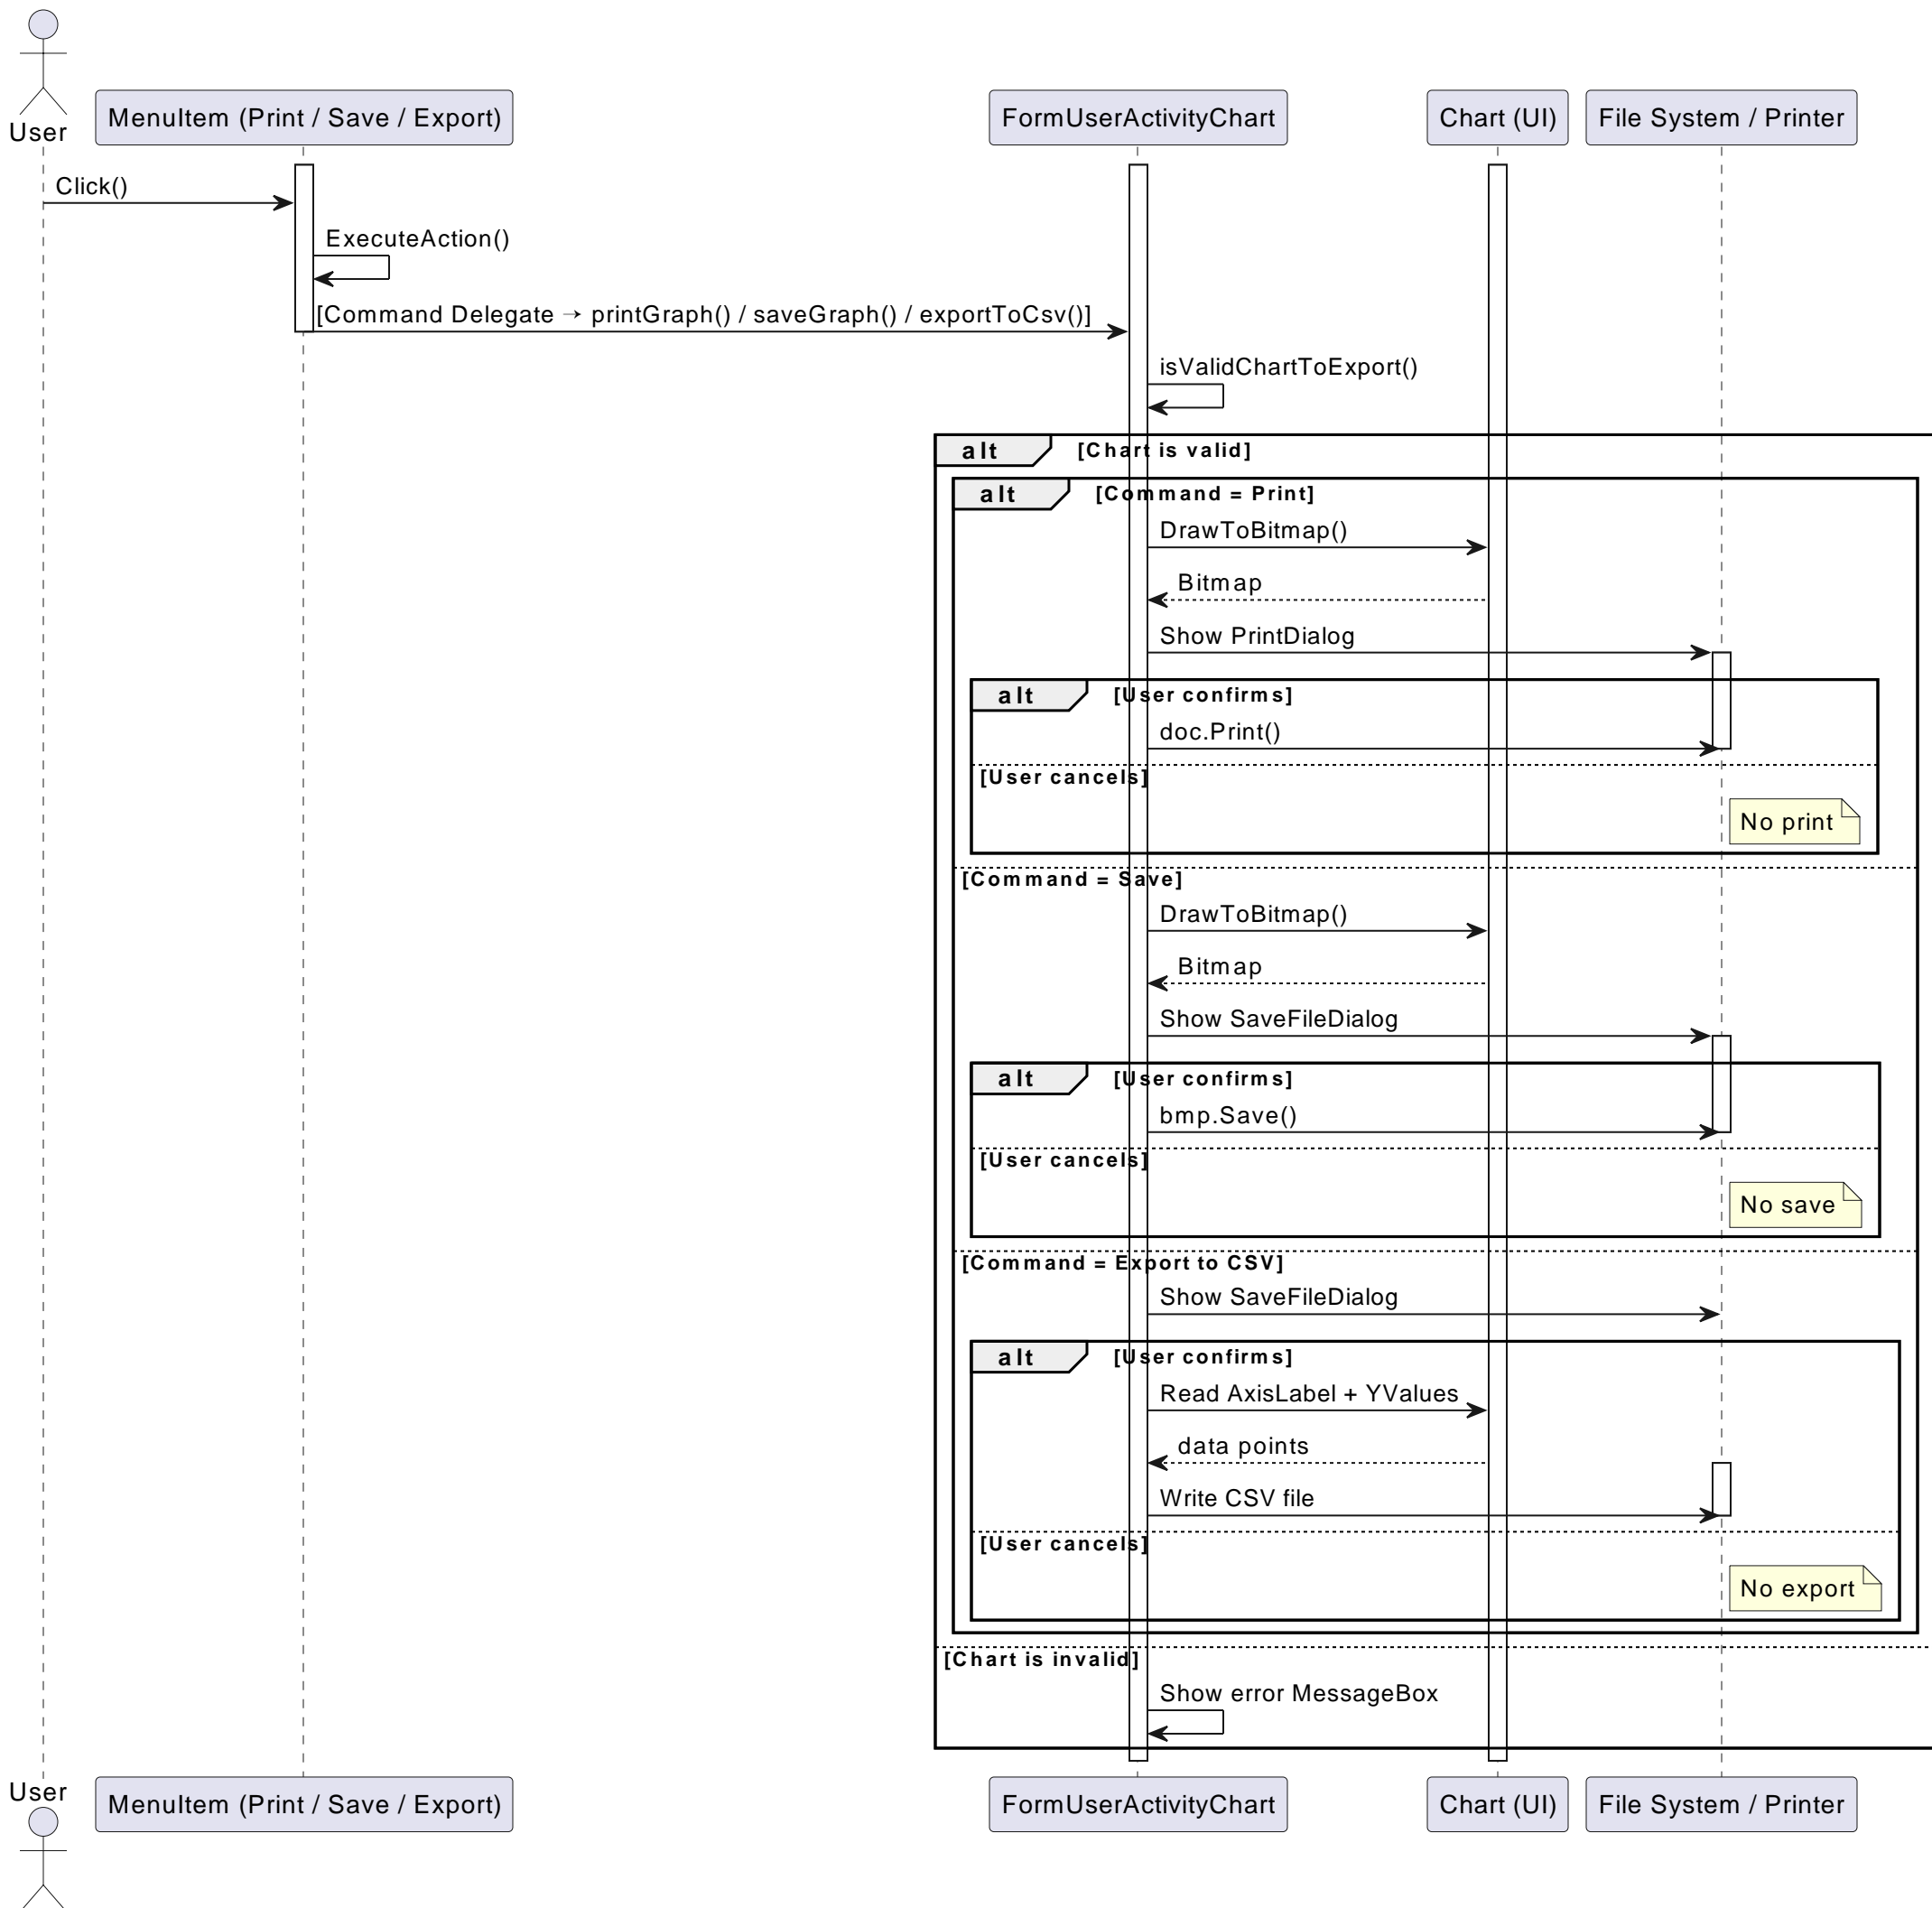 User
MenuItem (Print / Save / Export)
FormUserActivityChart
Chart (UI)
File System / Printer
Click()
ExecuteAction()
[Command Delegate → printGraph() / saveGraph() / exportToCsv()]
isValidChartToExport()
alt [Chart is valid]
alt [Command = Print]
DrawToBitmap()
Bitmap
Show PrintDialog
alt [User confirms]
doc.Print()
[User cancels]
No print
[Command = Save]
DrawToBitmap()
Bitmap
Show SaveFileDialog
alt [User confirms]
bmp.Save()
[User cancels]
No save
[Command = Export to CSV]
Show SaveFileDialog
alt [User confirms]
Read AxisLabel + YValues
data points
Write CSV file
[User cancels]
No export
[Chart is invalid]
Show error MessageBox
User
MenuItem (Print / Save / Export)
FormUserActivityChart
Chart (UI)
File System / Printer